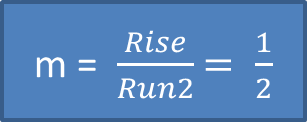 m = Rise/Run2 = 1/2